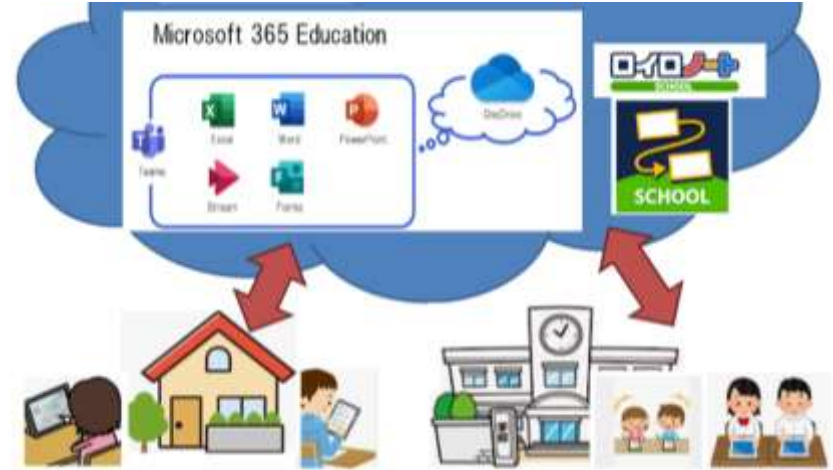 Microsoft 365 Education
Excel
Word
PowerPoint
OneDrive
Teams
Stream
Forms
ロイロノート
SCHOOL
SCHOOL